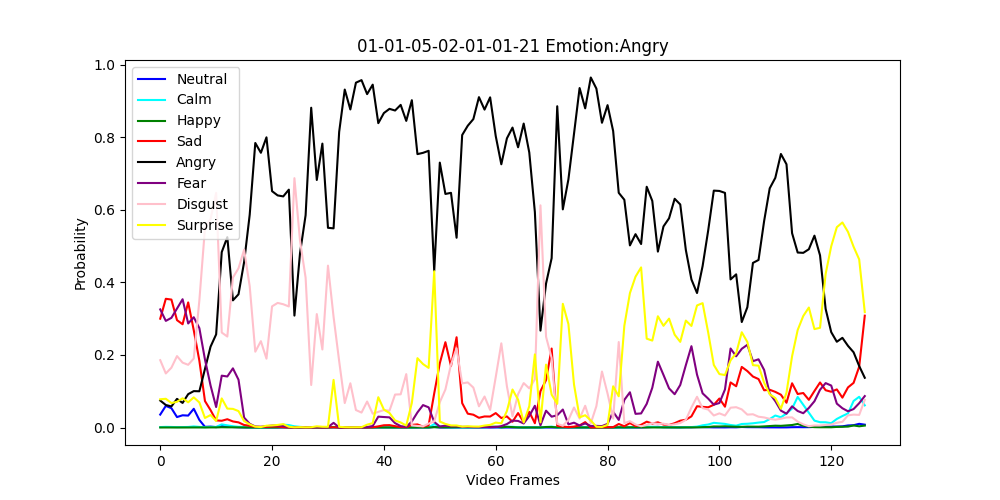 01-01-05-02-01-01-21 Emotion:Angry
Probability
1.0
0.8
0.6
0.4
0.2
0.0
Neutral
Calm
Happy
Sad
Angry
Fear
Disgust
Surprise
0 20 40 60 80 100 120
Video Frames